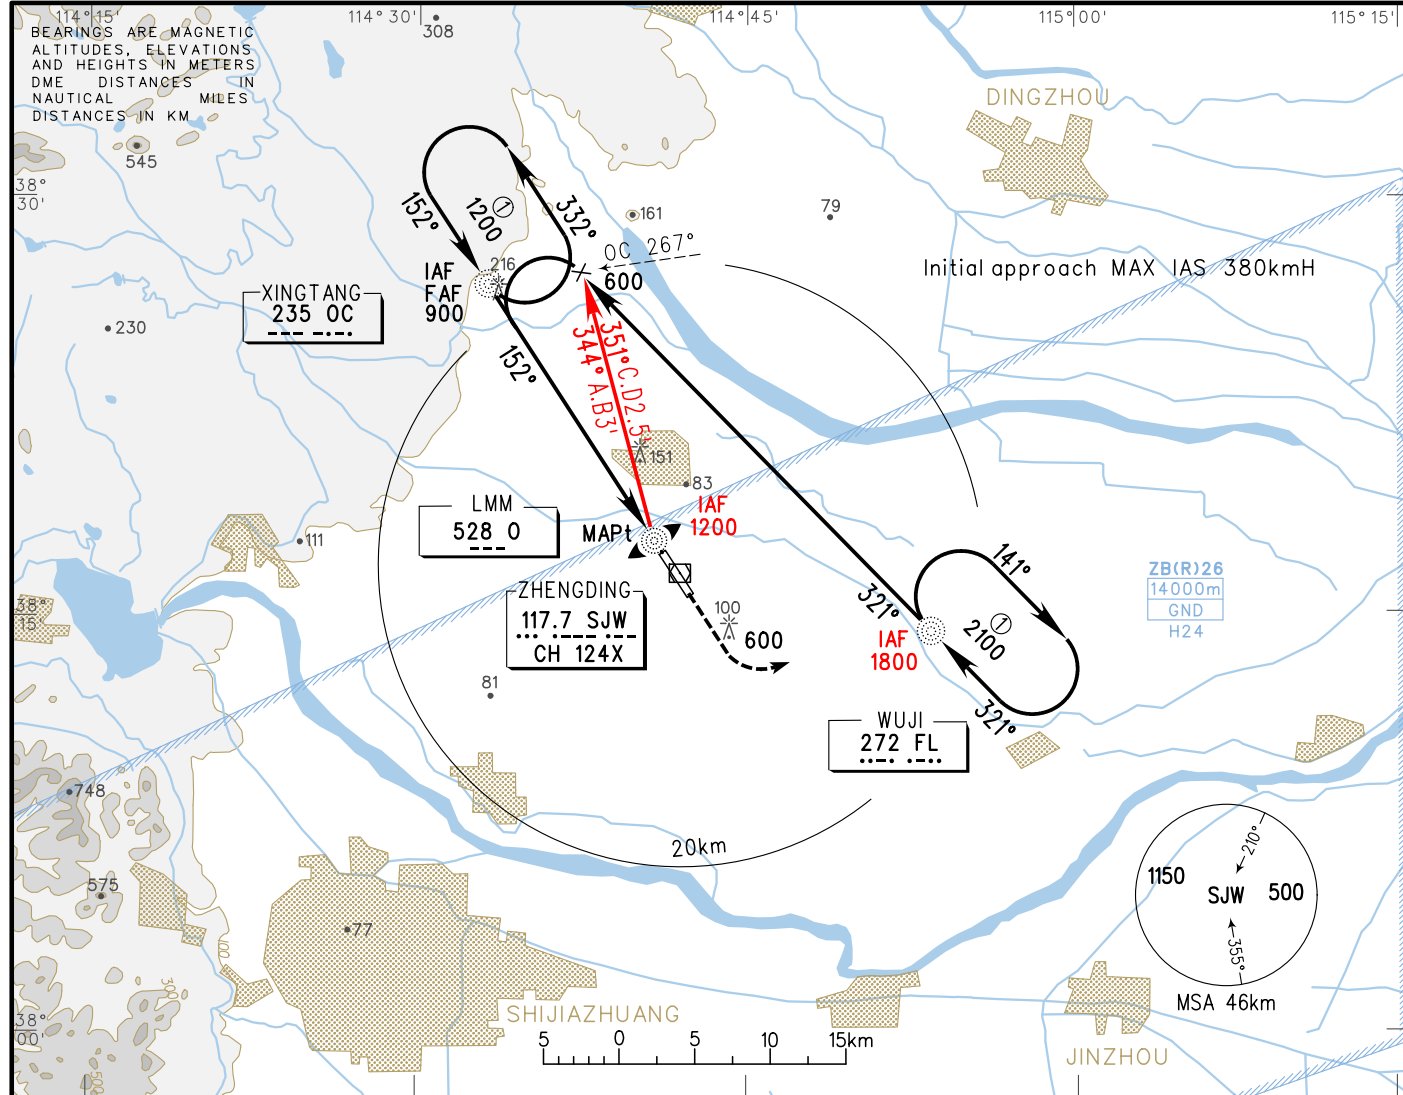 114° 15'
114° 30'
114° 45'
115° 00'
115° 15'
BEARINGS ARE MAGNETIC
ALTITUDES, ELEVATIONS
AND HEIGHTS IN METERS
DME DISTANCES IN
NAUTICAL MILES
DISTANCES IN KM
308
545
DINGZHOU
38°
30'
152°
1200 ①
332°
161
79
OC 267°
600
216
IAF
FAF
900
Initial approach MAX IAS 380kmH
XINGTANG
235 OC
230
152°
351° C.D2.5'
344° A.B3'
151
83
IAF
1200
LMM
528 O
MAPt
111
ZHENGDING
117.7 SJW
CH 124X
100
600
321°
141°
2100 ①
IAF
1800
321°
ZB(R)26
14000m
GND
H24
38°
15'
81
WUJI
272 FL
748
20km
575
77
210°
1150
SJW
500
355°
MSA 46km
100
300
500
SHIJIAZHUANG
JINZHOU
38°
00'
5
0
5
10
15km